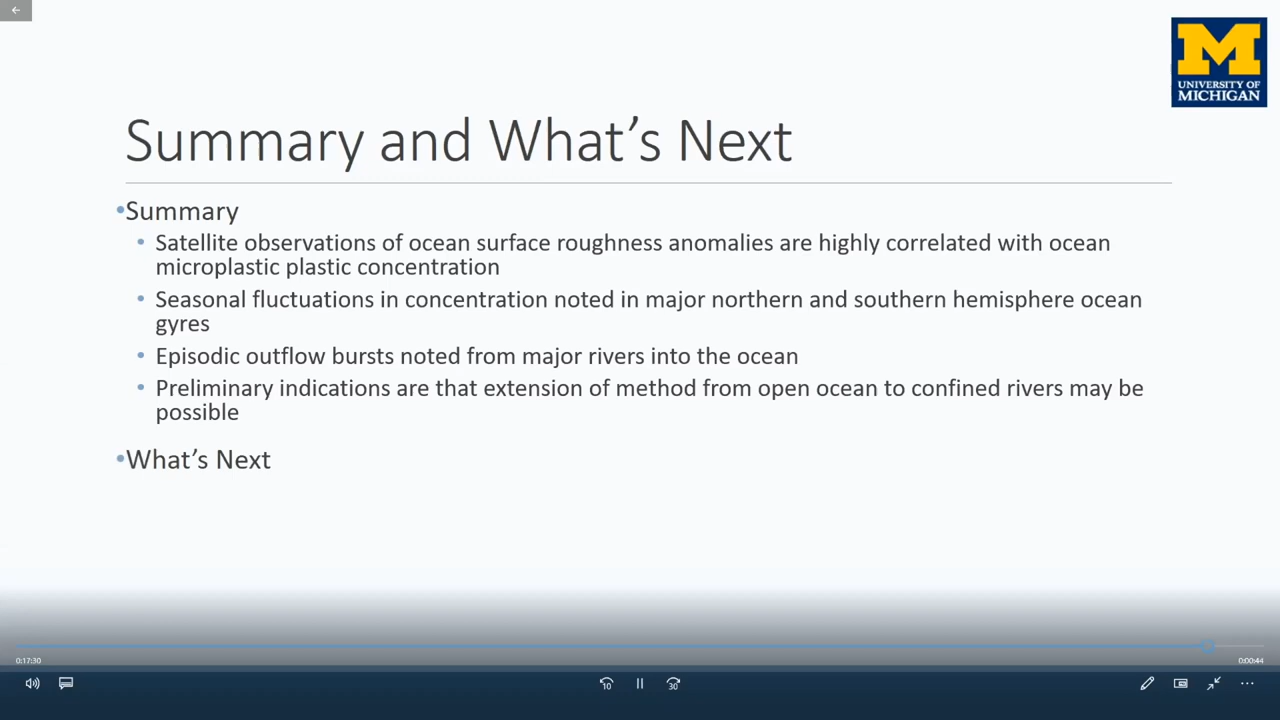 UNIVERSITY OF
MICHIGAN
Summary and What's Next
•Summary
• Satellite observations of ocean surface roughness anomalies are highly correlated with ocean
microplastic plastic concentration
• Seasonal fluctuations in concentration noted in major northern and southern hemisphere ocean
gyres
• Episodic outflow bursts noted from major rivers into the ocean
• Preliminary indications are that extension of method from open ocean to confined rivers may be
possible
•What's Next
0:17:30
0:00:44
10
30